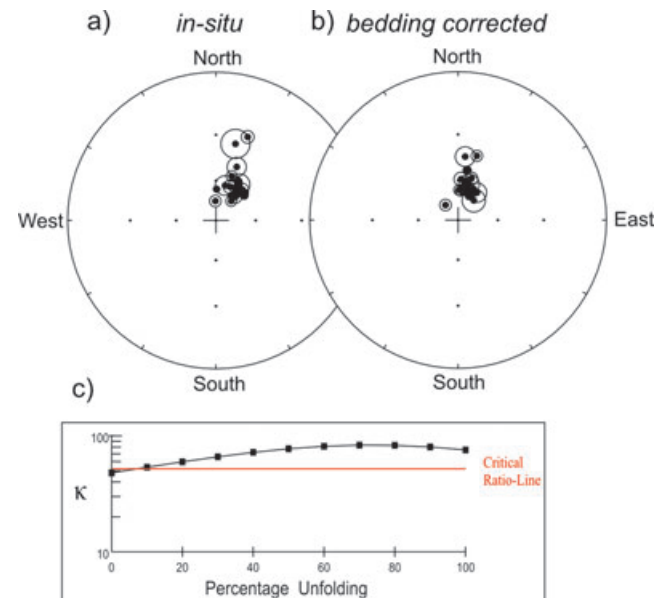 a) in-situ
b) bedding corrected
North
North
West
East
South
South
c)
100
κ
10
Critical
Ratio-Line
0 20 40 60 80 100
Percentage Unfolding